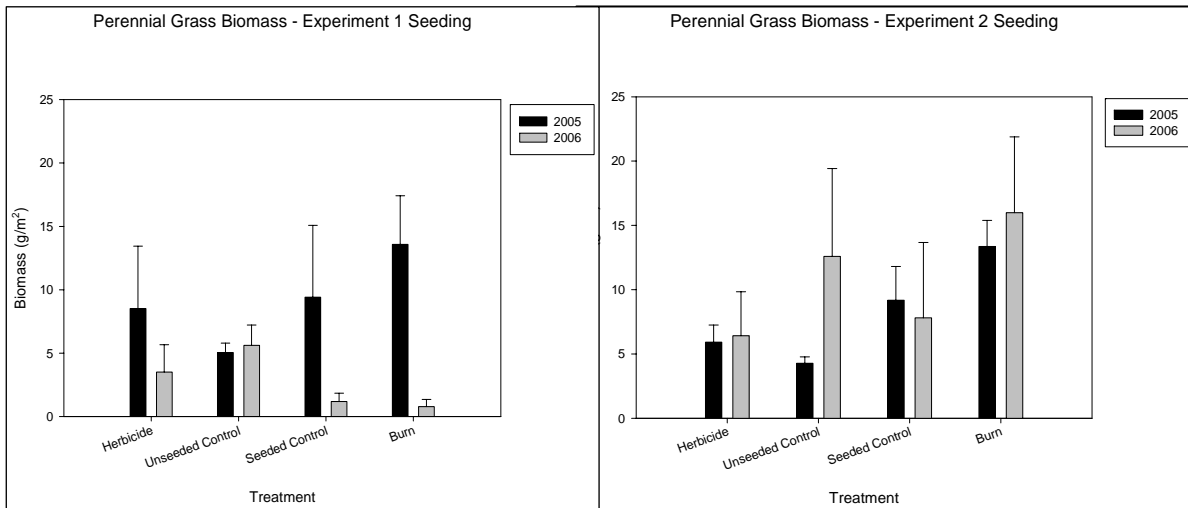 Perennial Grass Biomass - Experiment 1 Seeding
25
20
15
10
5
0
Biomass (g/m²)
2005
2006
Herbicide
Unseeded Control
Seeded Control
Burn
Treatment
Perennial Grass Biomass - Experiment 2 Seeding
25
20
15
10
5
0
2005
2006
Herbicide
Unseeded Control
Seeded Control
Burn
Treatment